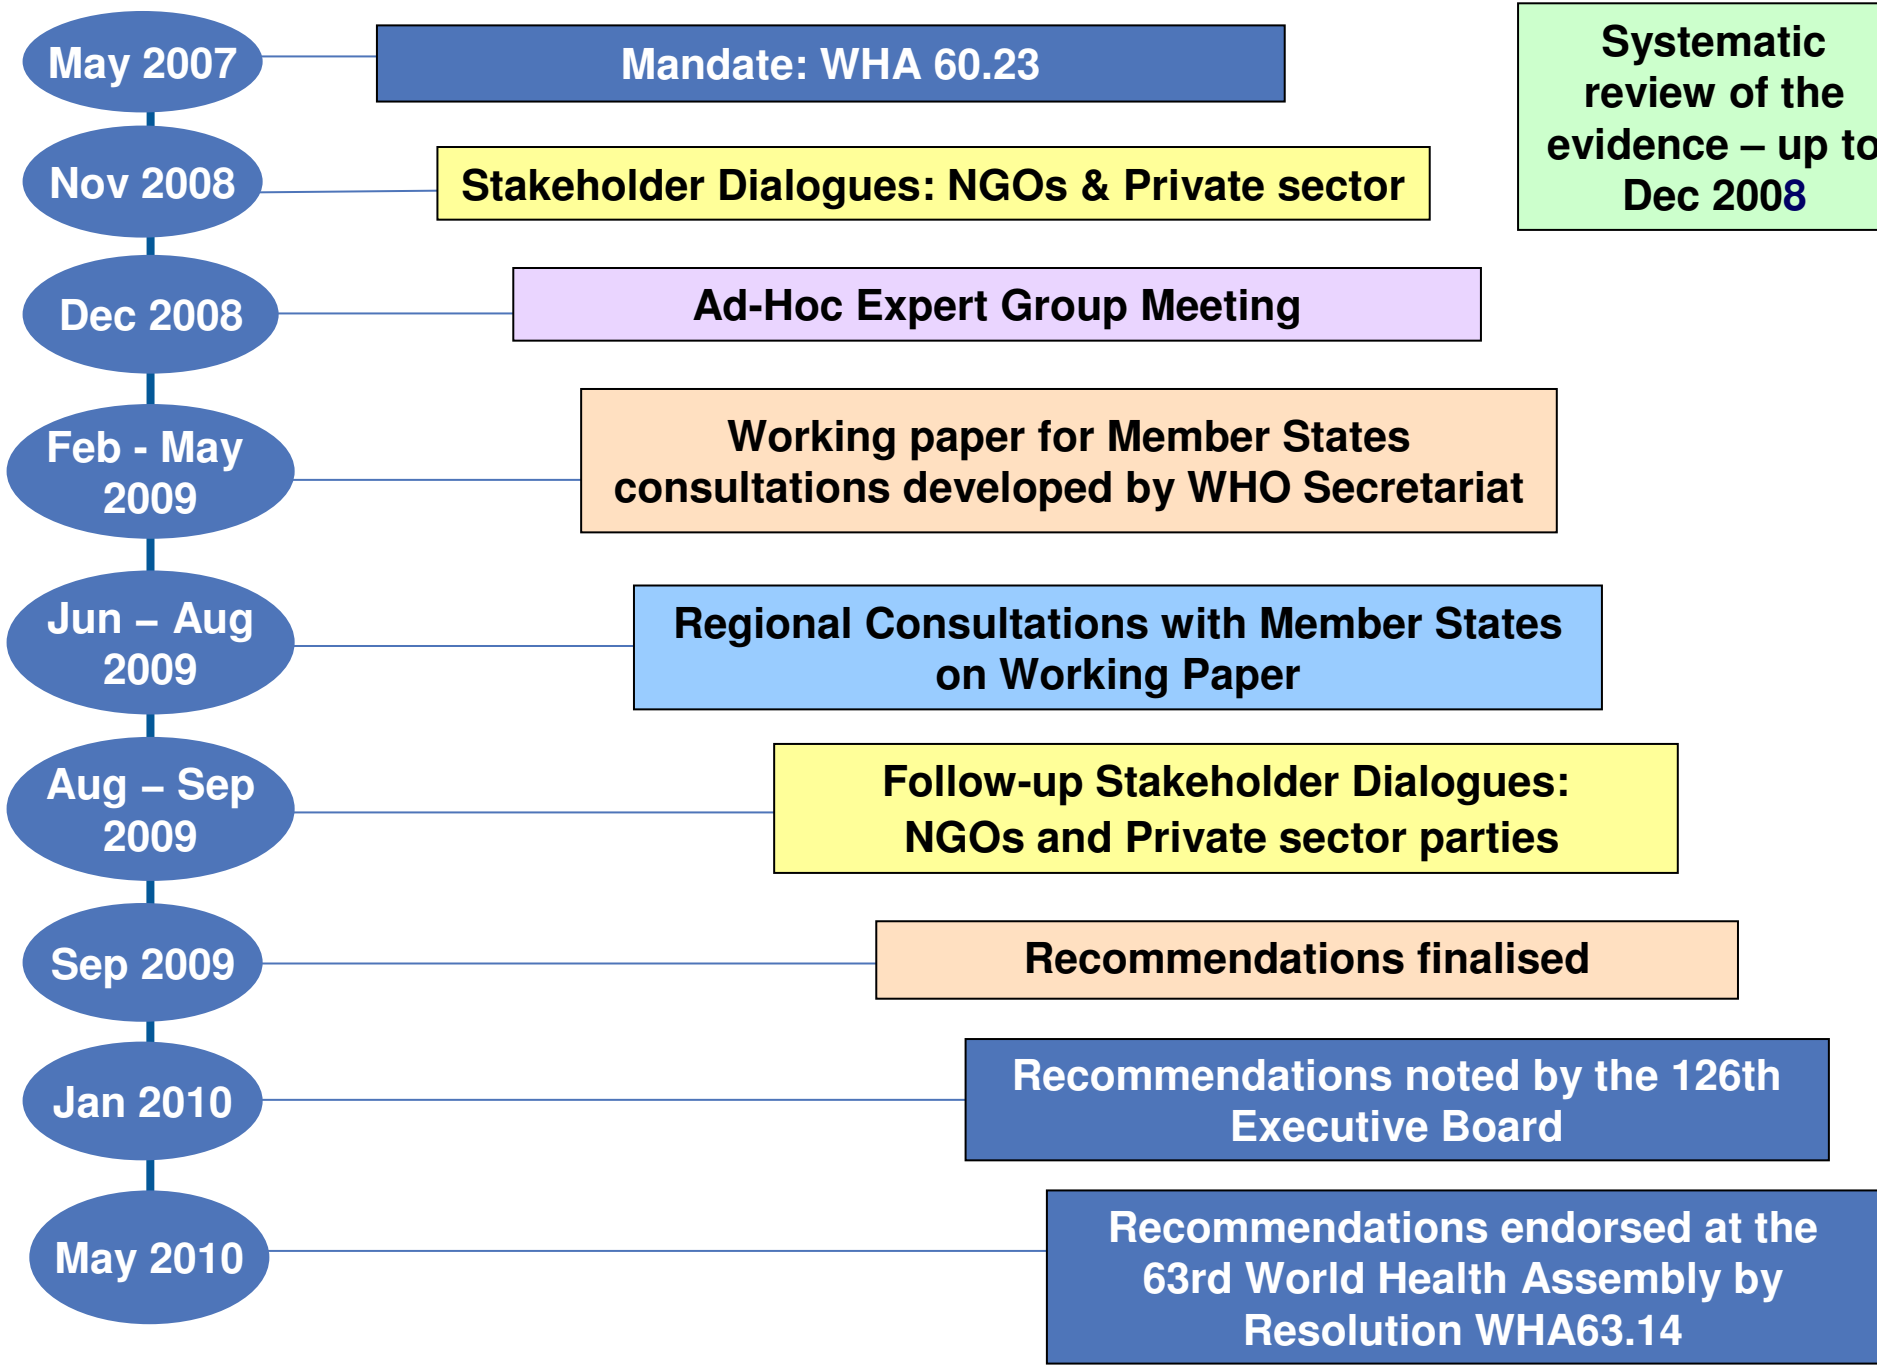 May 2007
Mandate: WHA 60.23
Systematic
review of the
evidence – up to
Dec 2008
Nov 2008
Stakeholder Dialogues: NGOs & Private sector
Dec 2008
Ad-Hoc Expert Group Meeting
Feb - May
2009
Working paper for Member States
consultations developed by WHO Secretariat
Jun – Aug
2009
Regional Consultations with Member States
on Working Paper
Aug – Sep
2009
Follow-up Stakeholder Dialogues:
NGOs and Private sector parties
Sep 2009
Recommendations finalised
Jan 2010
Recommendations noted by the 126th
Executive Board
May 2010
Recommendations endorsed at the
63rd World Health Assembly by
Resolution WHA63.14